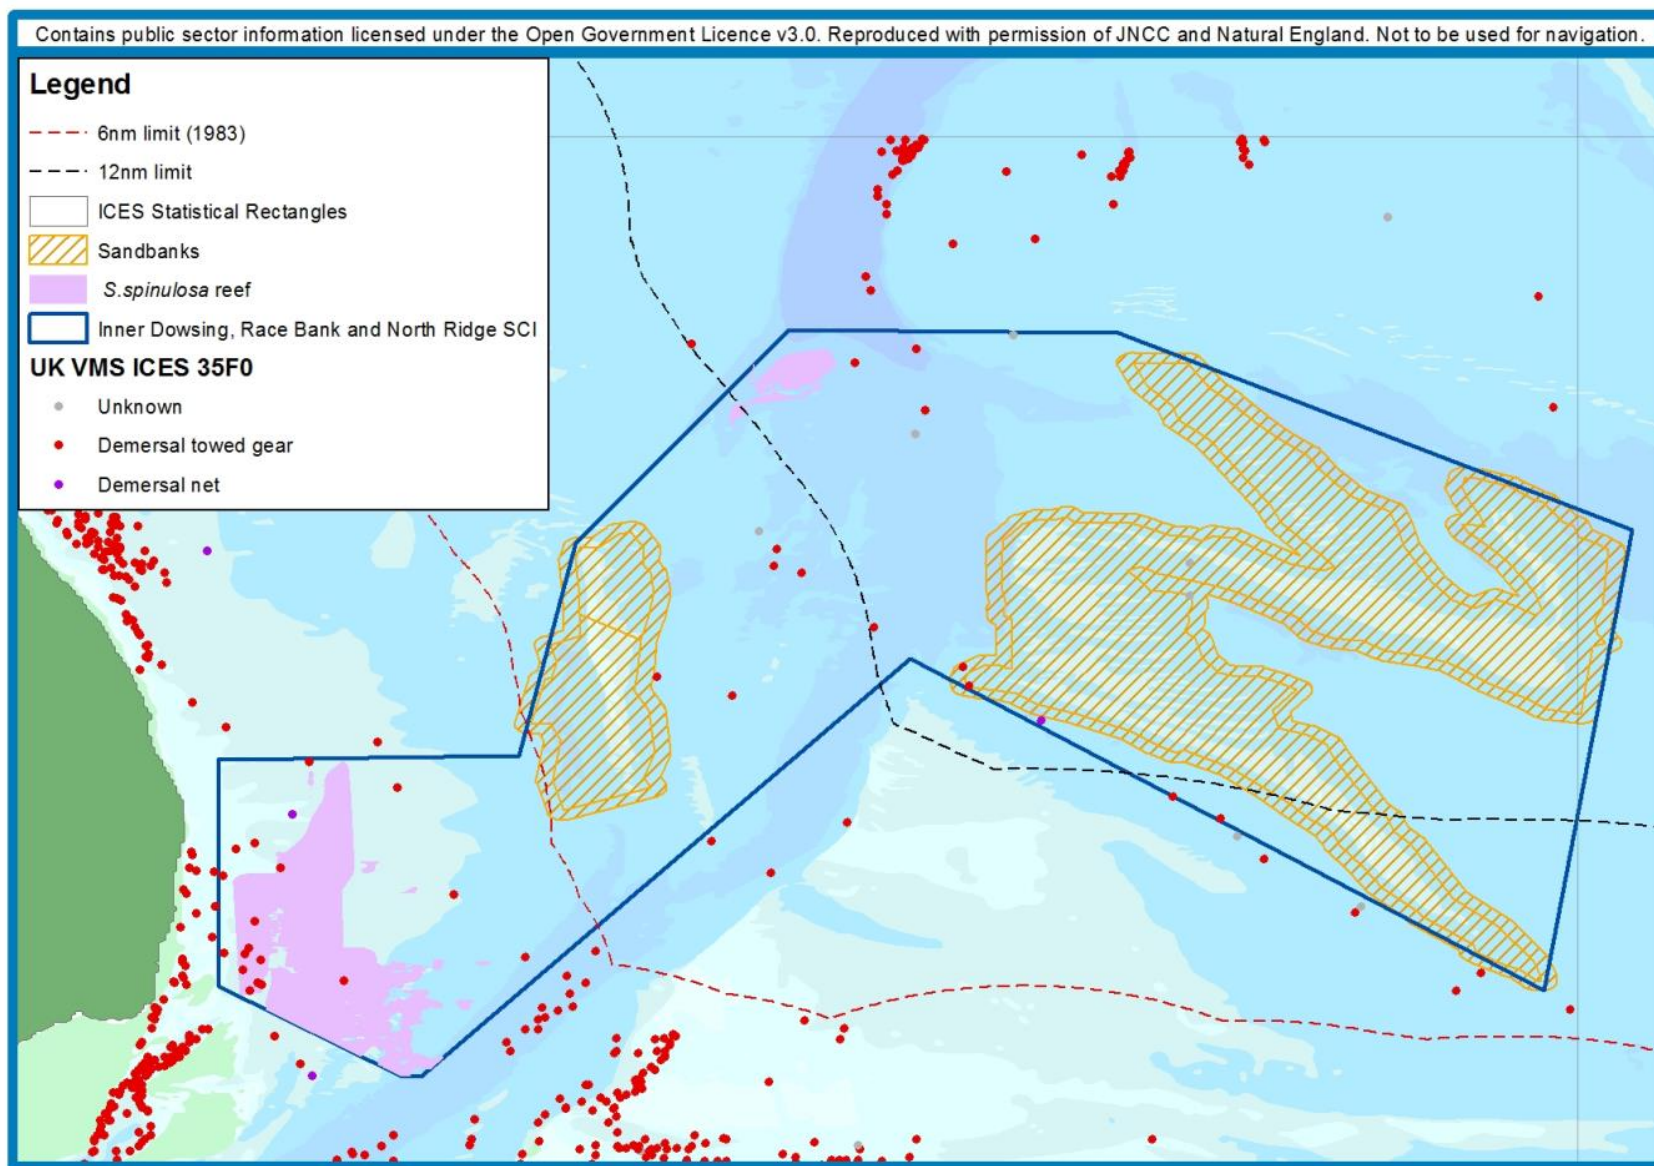 Contains public sector information licensed under the Open Government Licence v3.0. Reproduced with permission of JNCC and Natural England. Not to be used for navigation.
Legend
6nm limit (1983)
12nm limit
ICES Statistical Rectangles
Sandbanks
S.spinulosa reef
Inner Dowsing, Race Bank and North Ridge SCI
UK VMS ICES 35F0
Unknown
Demersal towed gear
Demersal net